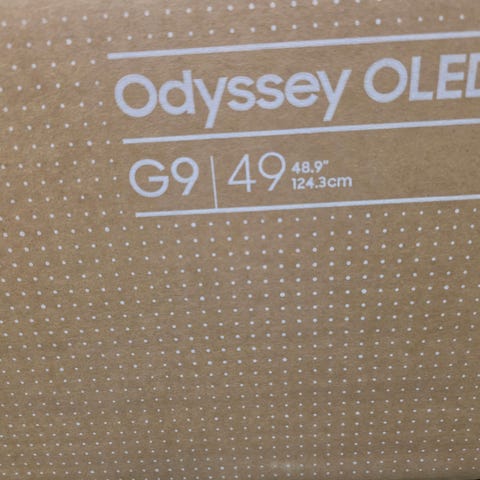 Odyssey OLED
G9 | 49 48.9"
124.3cm